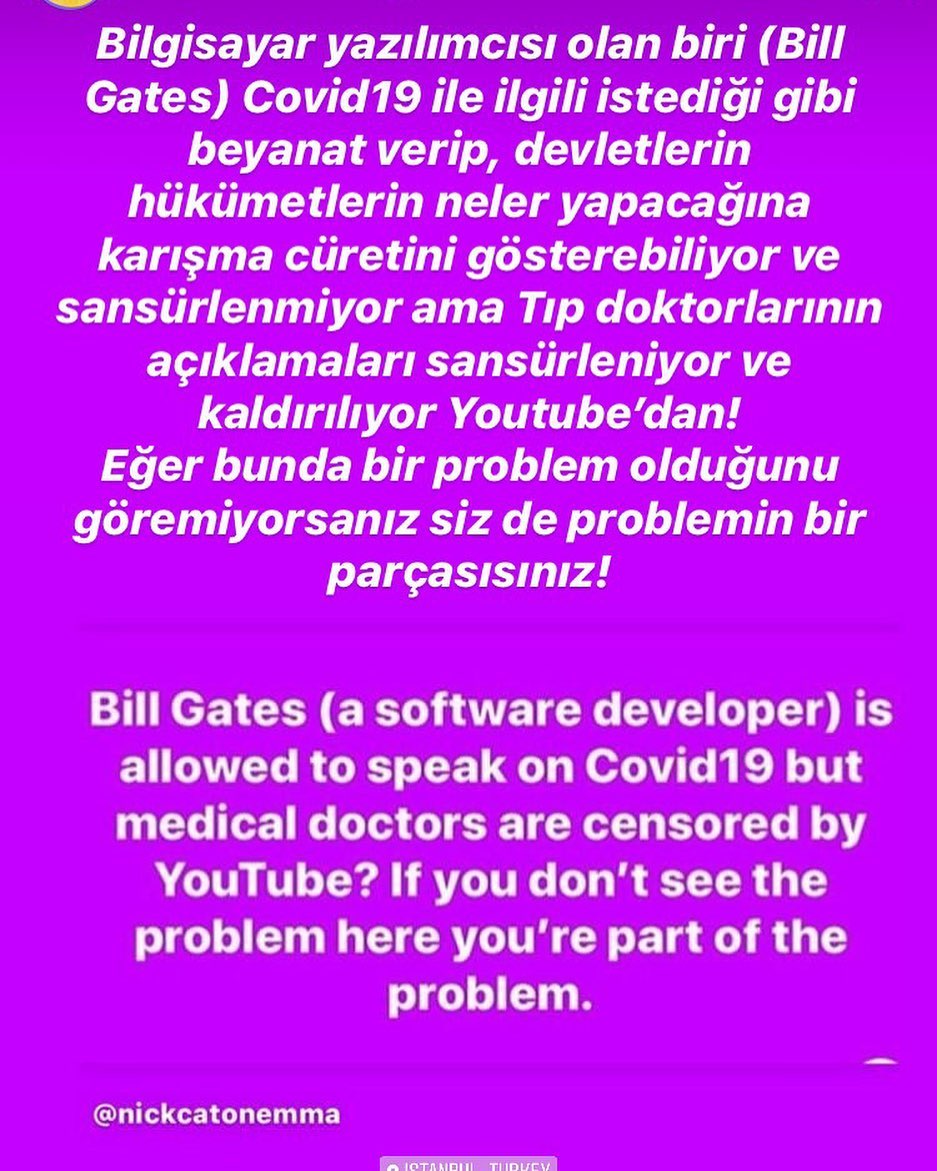 Bilgisayar yazılımcısı olan biri (Bill
Gates) Covid19 ile ilgili istediği gibi
beyanat verip, devletlerin
hükümetlerin neler yapacağına
karışma cüretini gösterebiliyor ve
sansürlenmiyor ama Tıp doktorlarının
açıklamaları sansürleniyor ve
kaldırılıyor Youtube’dan!
Eğer bunda bir problem olduğunu
göremiyorsanız siz de problemin bir
parçasısınız!
Bill Gates (a software developer) is
allowed to speak on Covid19 but
medical doctors are censored by
YouTube? If you don’t see the
problem here you’re part of the
problem.
@nickcatonemma
ISTANBUL, TURKEY